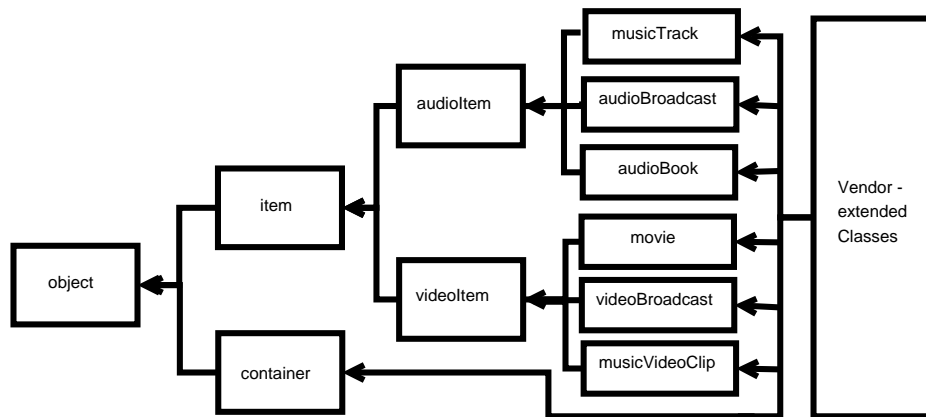 musicTrack
audioItem
audioBroadcast
audioBook
item
Vendor -
extended
Classes
movie
object
videoItem
videoBroadcast
container
musicVideoClip